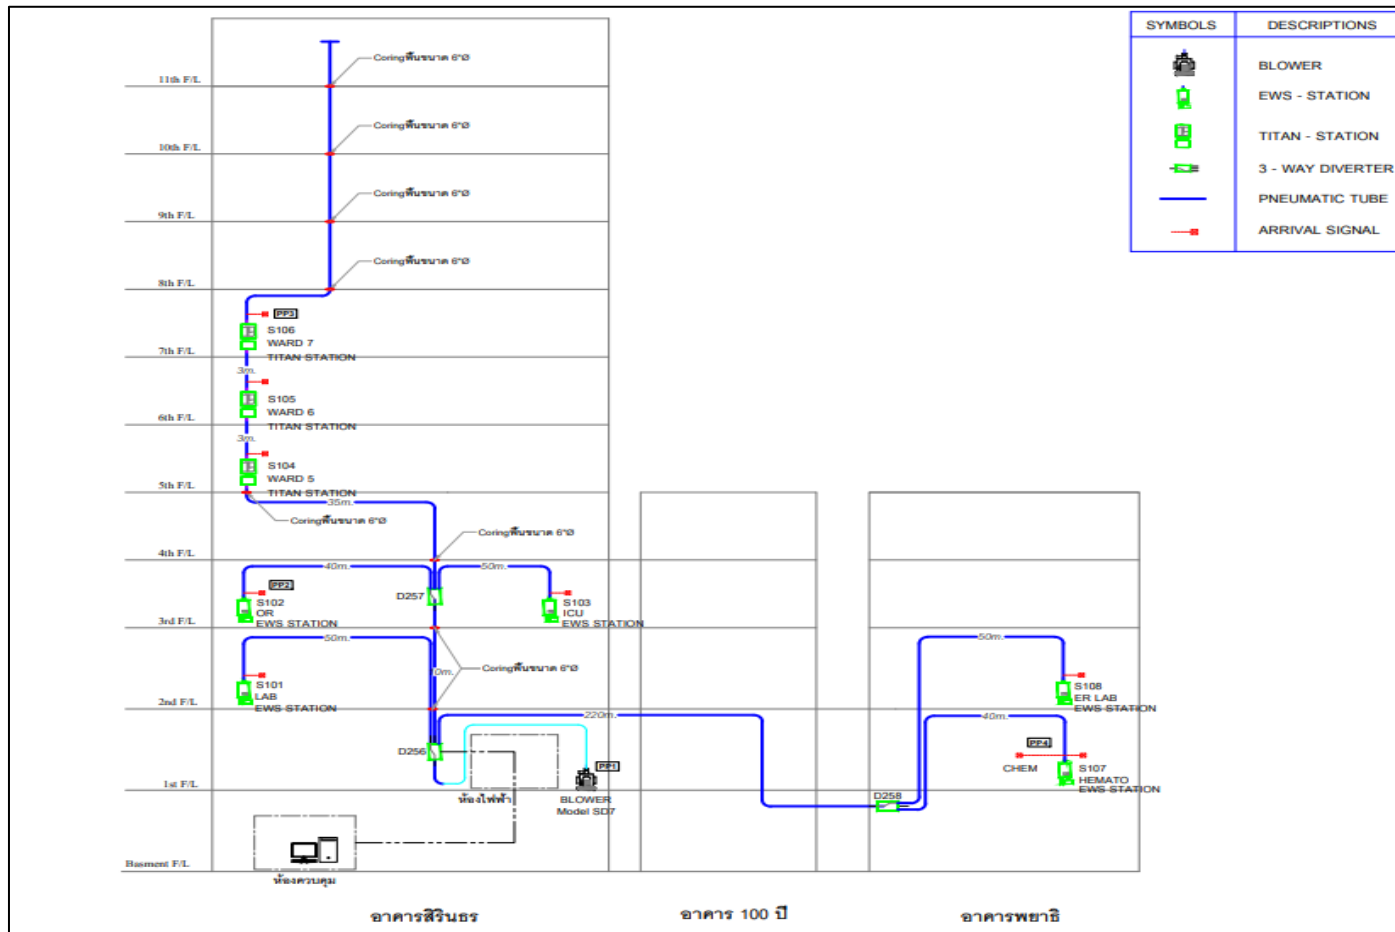 SYMBOLS DESCRIPTIONS
BLOWER
EWS - STATION
TITAN - STATION
3 - WAY DIVERTER
PNEUMATIC TUBE
ARRIVAL SIGNAL
Coringพื้นขนาด 6"Ø
11th F/L
Coringพื้นขนาด 6"Ø
10th F/L
Coringพื้นขนาด 6"Ø
9th F/L
Coringพื้นขนาด 6"Ø
8th F/L
PP3
S106
WARD 7
TITAN STATION
7th F/L
3m.
S105
WARD 6
TITAN STATION
6th F/L
3m.
S104
WARD 5
TITAN STATION
5th F/L
35m.
Coringพื้นขนาด 6"Ø
Coringพื้นขนาด 6"Ø
4th F/L
40m.
50m.
PP2
D257
S102
OR
EWS STATION
S103
ICU
EWS STATION
3rd F/L
50m.
50m.
0m.
Coringพื้นขนาด 6"Ø
S101
LAB
EWS STATION
S108
ER LAB
EWS STATION
2nd F/L
220m.
40m.
D256
PP4
PP1
CHEM
S107
HEMATO
EWS STATION
1st F/L
ห้องไฟฟ้า
BLOWER
Model SD7
D258
Basment F/L
ห้องควบคุม
อาคารสิรินธร
อาคาร 100 ปี
อาคารพยาธิ